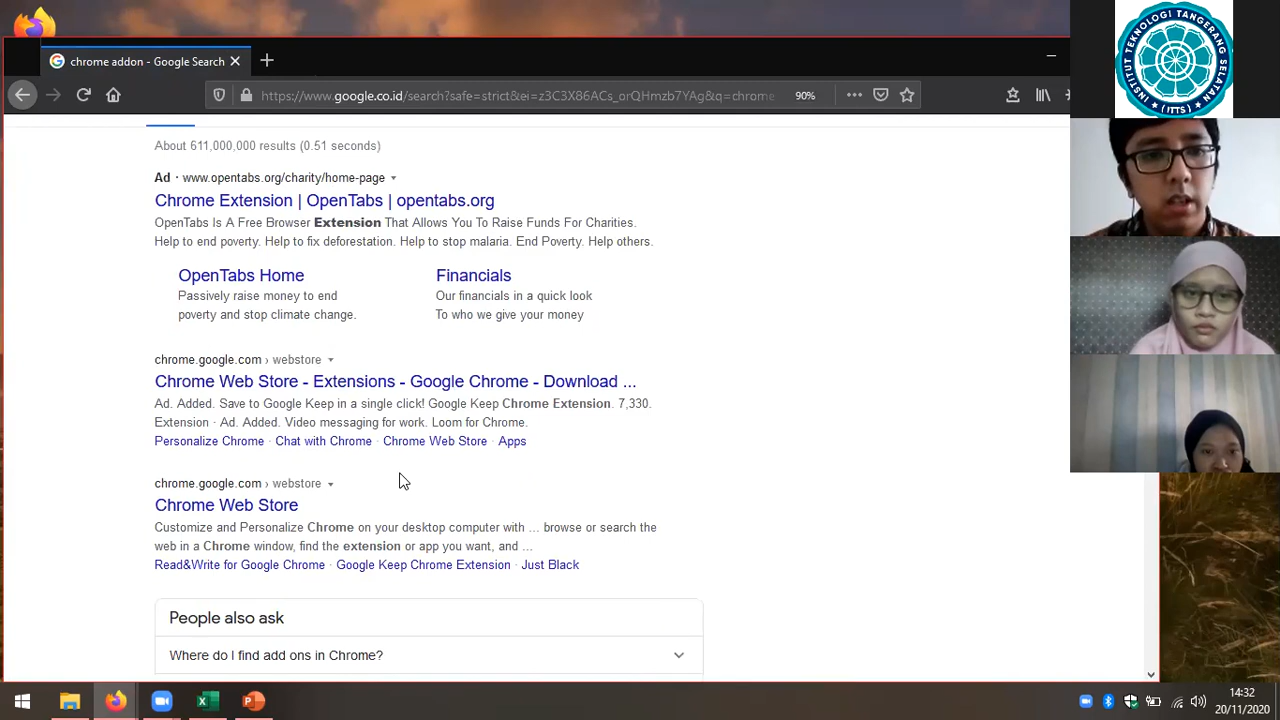 chrome addon - Google Search
https://www.google.co.id/search?safe=strict&ei=z3C3X86ACs_orQHmzb7YAg&q=chrome
90%
About 611,000,000 results (0.51 seconds)
Ad · www.opentabs.org/charity/home-page
Chrome Extension | OpenTabs | opentabs.org
OpenTabs Is A Free Browser Extension That Allows You To Raise Funds For Charities.
Help to end poverty. Help to fix deforestation. Help to stop malaria. End Poverty. Help others.
OpenTabs Home
Passively raise money to end
poverty and stop climate change.
Financials
Our financials in a quick look
To who we give your money
chrome.google.com › webstore
Chrome Web Store - Extensions - Google Chrome - Download ...
Ad. Added. Save to Google Keep in a single click! Google Keep Chrome Extension. 7,330.
Extension · Ad. Added. Video messaging for work. Loom for Chrome.
Personalize Chrome · Chat with Chrome · Chrome Web Store · Apps
chrome.google.com › webstore
Chrome Web Store
Customize and Personalize Chrome on your desktop computer with ... browse or search the
web in a Chrome window, find the extension or app you want, and ...
Read&Write for Google Chrome · Google Keep Chrome Extension · Just Black
People also ask
Where do I find add ons in Chrome?
INSTITUT TEKNOLOGI TANGERANG SELATAN
(ITTS)
14:32
20/11/2020